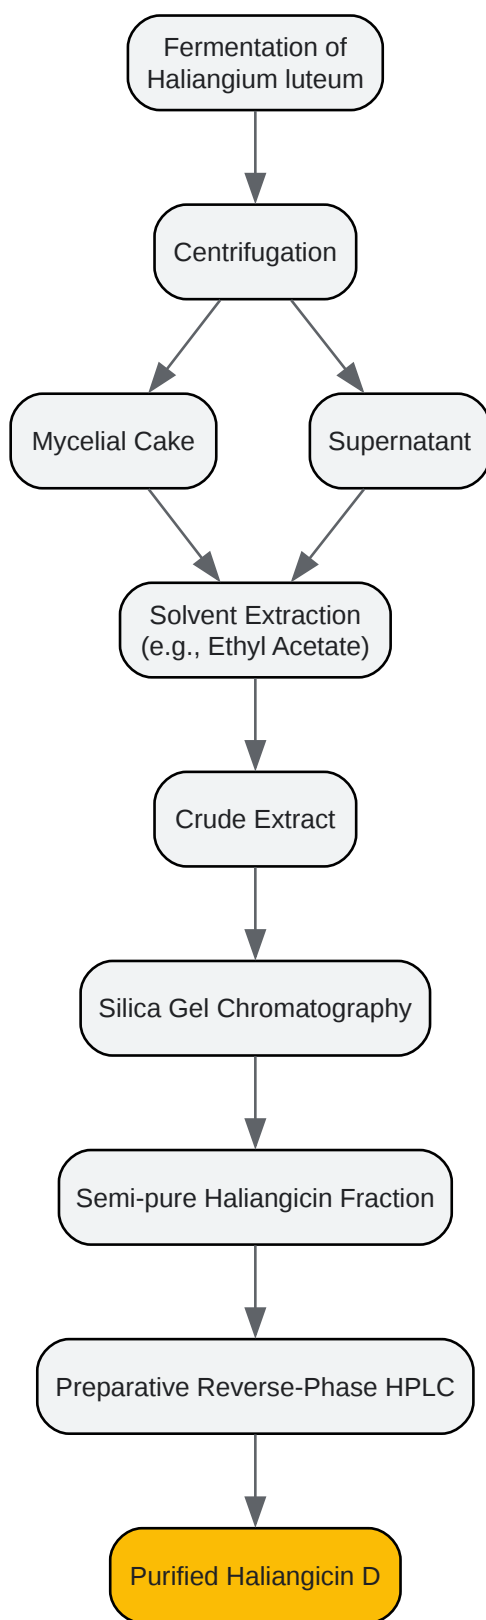 Fermentation of
Haliangium luteum
Centrifugation
Mycelial Cake
Supernatant
Solvent Extraction
(e.g., Ethyl Acetate)
Crude Extract
Silica Gel Chromatography
Semi-pure Haliangicin Fraction
Preparative Reverse-Phase HPLC
Purified Haliangicin D